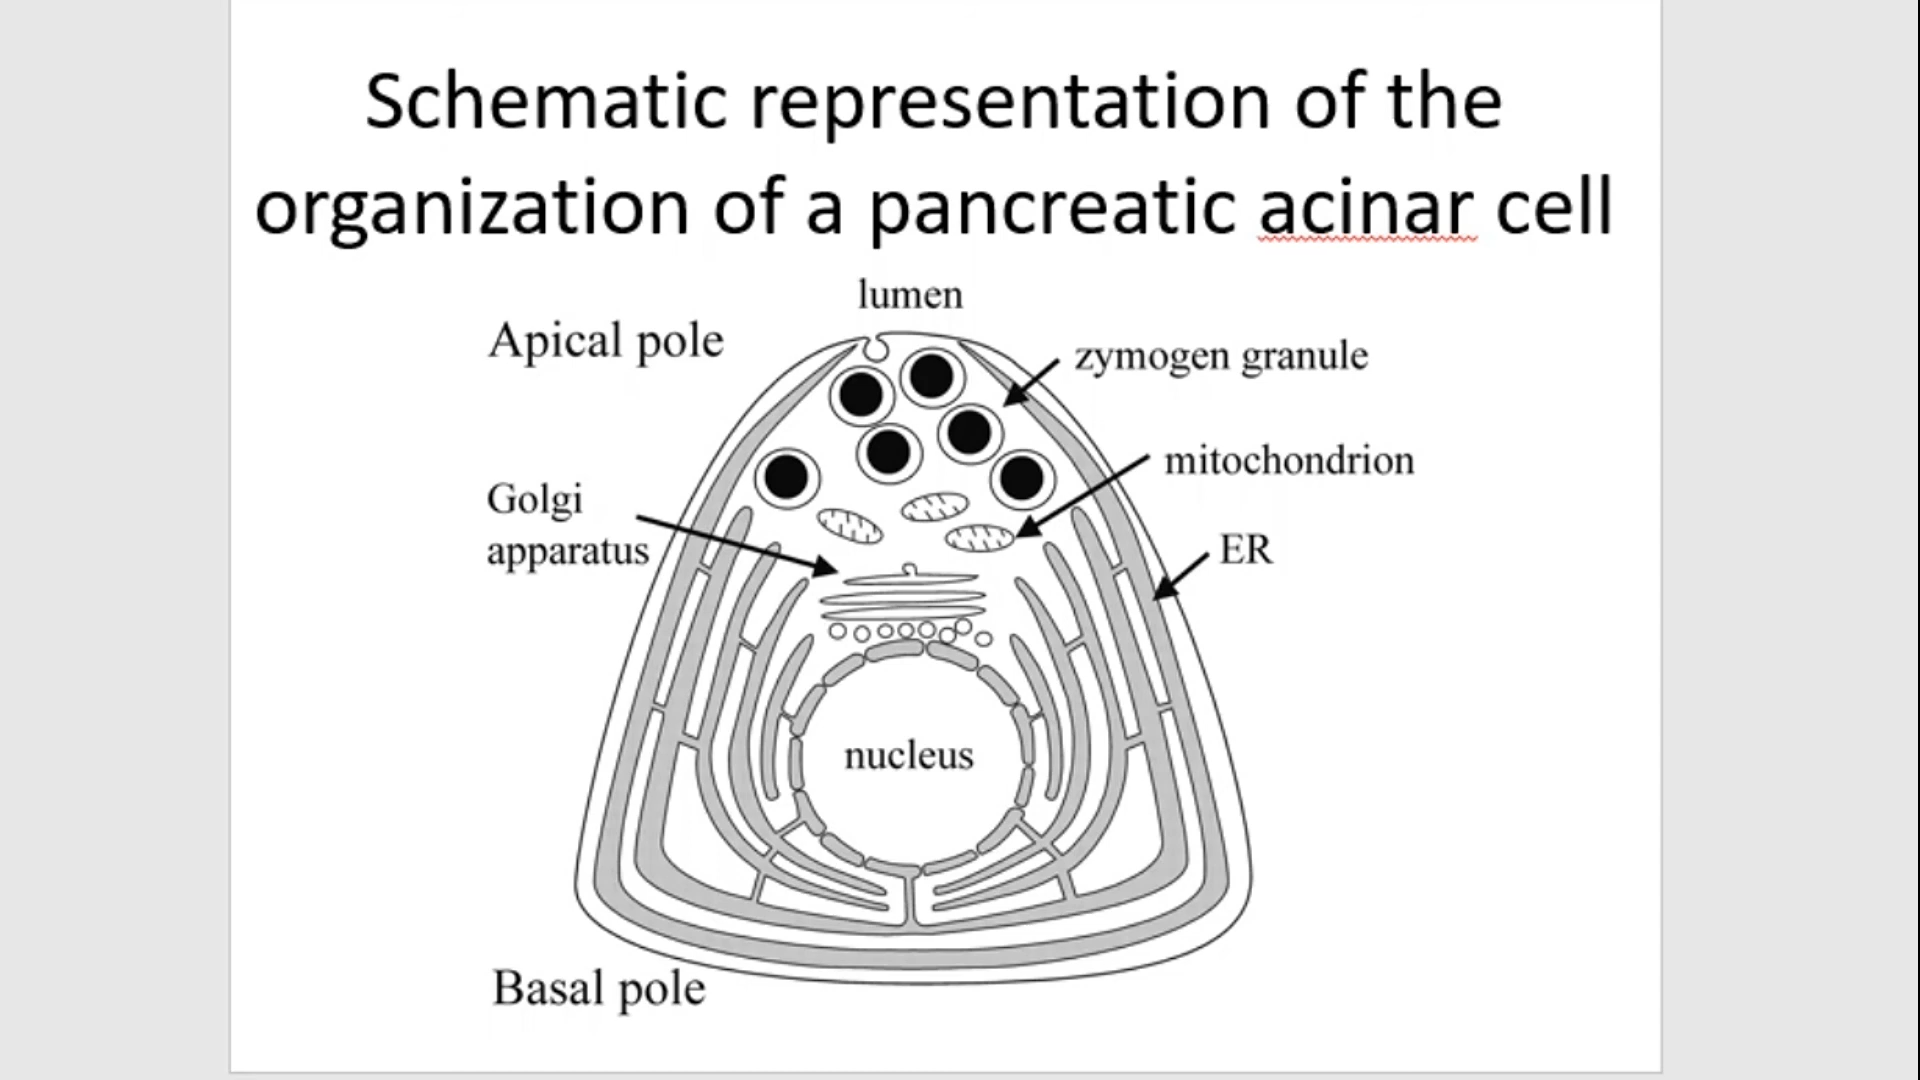 Schematic representation of the
organization of a pancreatic acinar cell
lumen
Apical pole
zymogen granule
mitochondrion
Golgi
apparatus
ER
nucleus
Basal pole